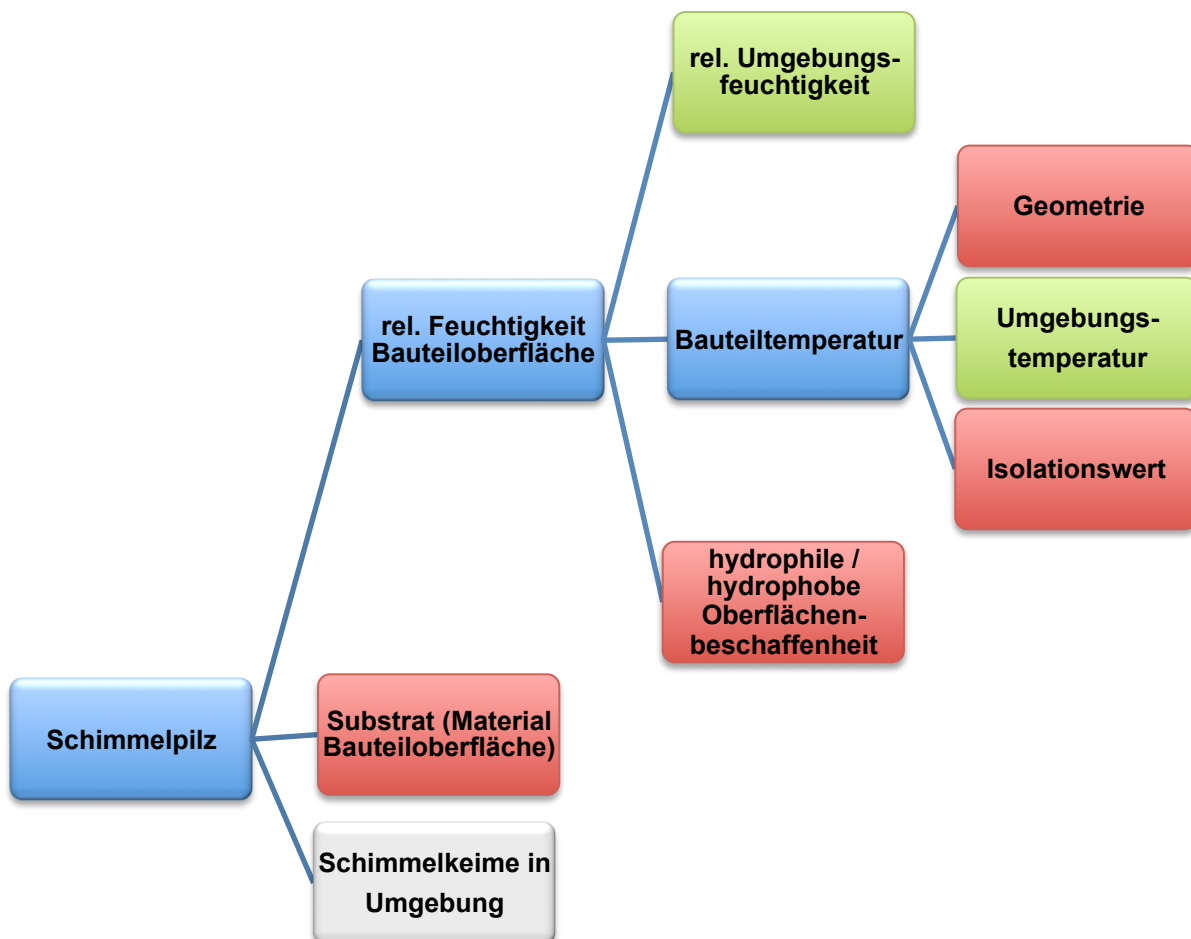 rel. Umgebungs-
feuchtigkeit
Geometrie
rel. Feuchtigkeit
Bauteiloberfläche
Bauteiltemperatur
Umgebungs-
temperatur
Isolationswert
hydrophile /
hydrophobe
Oberflächen-
beschaffenheit
Schimmelpilz
Substrat (Material
Bauteiloberfläche)
Schimmelkeime in
Umgebung